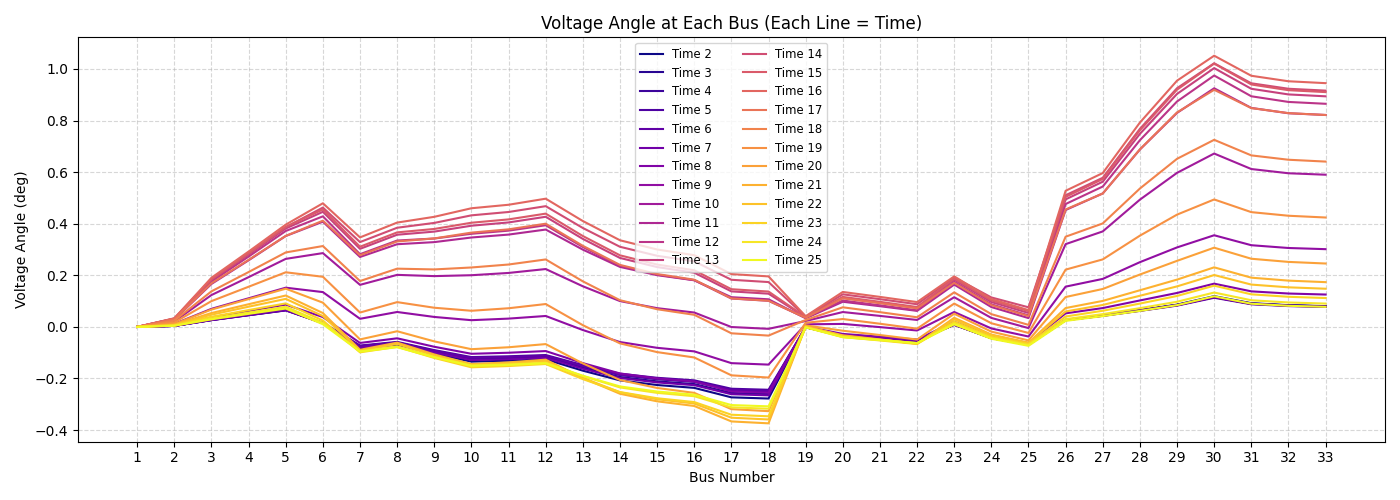 Voltage Angle at Each Bus (Each Line = Time)
Voltage Angle (deg)
1.0
0.8
0.6
0.4
0.2
0.0
−0.2
−0.4
Time 2
Time 3
Time 4
Time 5
Time 6
Time 7
Time 8
Time 9
Time 10
Time 11
Time 12
Time 13
Time 14
Time 15
Time 16
Time 17
Time 18
Time 19
Time 20
Time 21
Time 22
Time 23
Time 24
Time 25
1 2 3 4 5 6 7 8 9 10 11 12 13 14 15 16 17 18 19 20 21 22 23 24 25 26 27 28 29 30 31 32 33
Bus Number